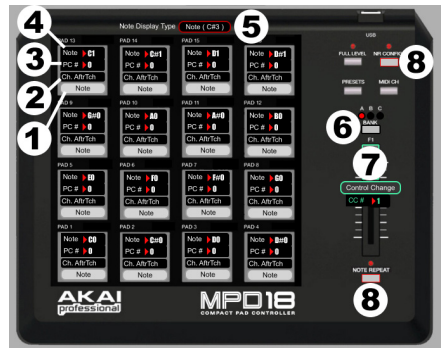 Note Display Type Note ( C#3 ) 5
USB
4
PAD 13 PAD 14 PAD 15
Note C1 Note C#1 Note D1 Note D#1
FULL LEVEL NR CONFIG
3
PC # 0 PC # 0 PC # 0 PC # 0
8
2
Ch. AftrTch Ch. AftrTch Ch. AftrTch Ch. AftrTch
Note Note Note Note
PRESETS MIDI CH
1
PAD 9 PAD 10 PAD 11 PAD 12
Note G#0 Note A0 Note A#0 Note B0
A B C
PC # 0 PC # 0 PC # 0 PC # 0
6
BANK
Ch. AftrTch Ch. AftrTch Ch. AftrTch Ch. AftrTch
Note Note Note Note
F1
7
PAD 5 PAD 6 PAD 7 PAD 8
Note E0 Note F0 Note F#0 Note G0
PC # 0 PC # 0 PC # 0 PC # 0
Control Change
Ch. AftrTch Ch. AftrTch Ch. AftrTch Ch. AftrTch
CC # 1
Note Note Note Note
PAD 1 PAD 2 PAD 3 PAD 4
Note C0 Note C#0 Note D0 Note D#0
PC # 0 PC # 0 PC # 0 PC # 0
Ch. AftrTch Ch. AftrTch Ch. AftrTch Ch. AftrTch
Note Note Note Note
NOTE REPEAT
8
AKAI
professional
MPD18
COMPACT PAD CONTROLLER